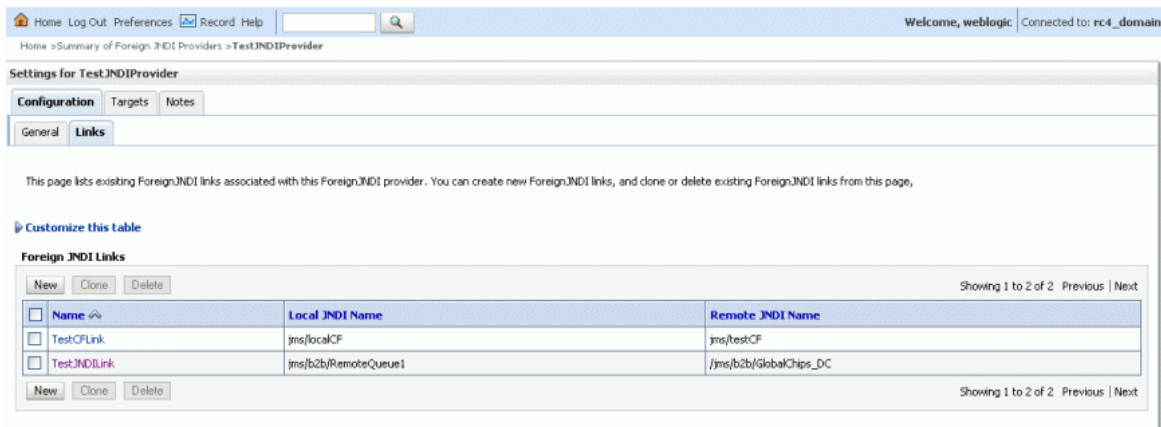 Home Log Out Preferences Record Help Welcome, weblogic Connected to: rc4_domain
Home >Summary of Foreign JNDI Providers >TestJNDIProvider
Settings for TestJNDIProvider
Configuration Targets Notes
General Links
This page lists exisiting ForeignJNDI links associated with this ForeignJNDI provider. You can create new ForeignJNDI links, and clone or delete existing ForeignJNDI links from this page,
Customize this table
Foreign JNDI Links
New Clone Delete Showing 1 to 2 of 2 Previous | Next
Name Local JNDI Name Remote JNDI Name
TestCFLink jms/localCF jms/testCF
TestJNDILink jms/b2b/RemoteQueue1 /jms/b2b/GlobalChips_DC
New Clone Delete Showing 1 to 2 of 2 Previous | Next